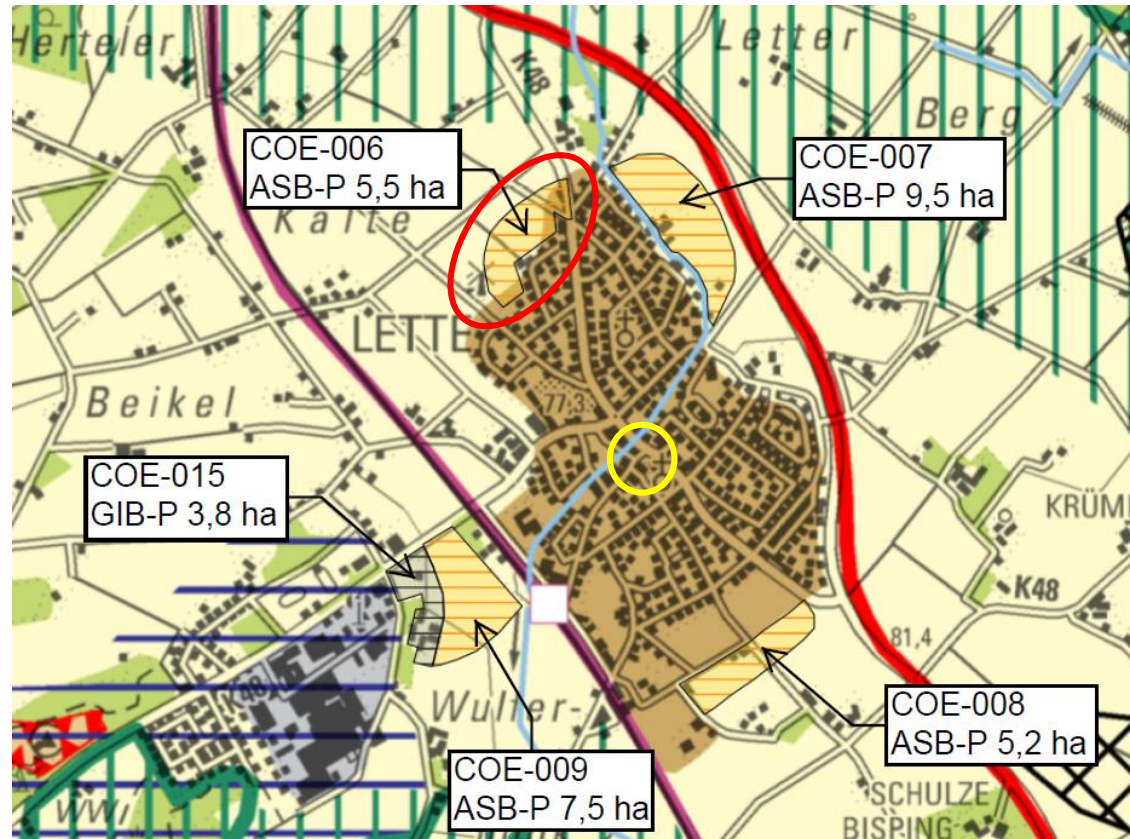 Herteler
K48
Letter
Berg
COE-006
ASB-P 5,5 ha
COE-007
ASB-P 9,5 ha
Kalte
LETTE
77,3
Beikel
COE-015
GIB-P 3,8 ha
K48
81,4
K48
Wulfer-
COE-008
ASB-P 5,2 ha
COE-009
ASB-P 7,5 ha
SCHULZE
BISPING